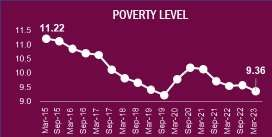 POVERTY LEVEL
11.5
11.0
10.5
10.0
9.5
9.0
11.22
9.36
Mar-15
Sep-15
Mar-16
Sep-16
Mar-17
Sep-17
Mar-18
Sep-18
Mar-19
Sep-19
Mar-20
Sep-20
Mar-21
Sep-21
Mar-22
Sep-22
Mar-23